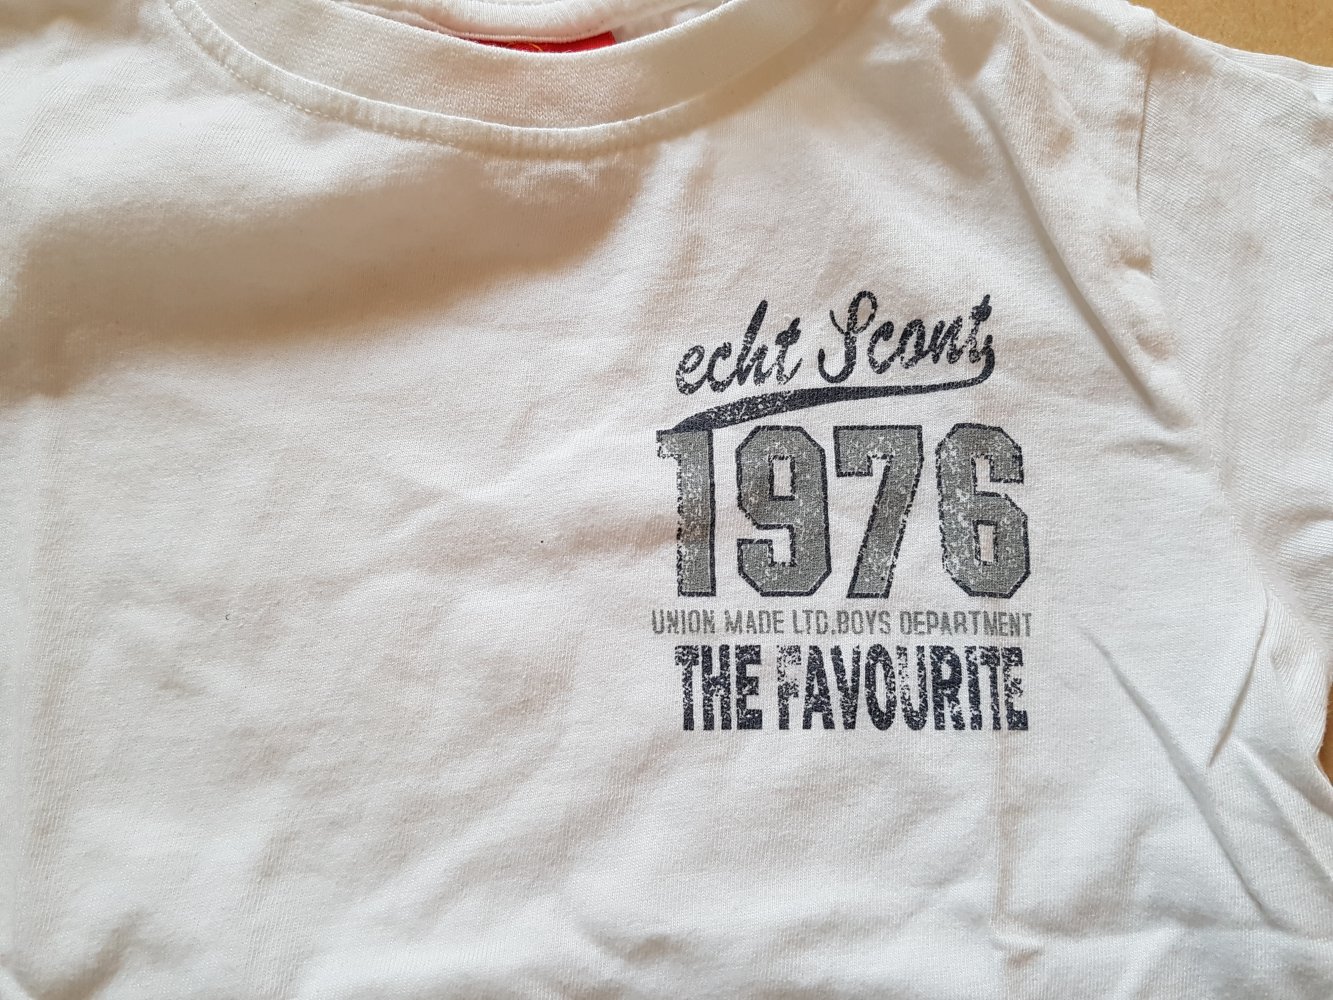 echt Scout
1976
UNION MADE LTD.BOYS DEPARTMENT
THE FAVOURITE